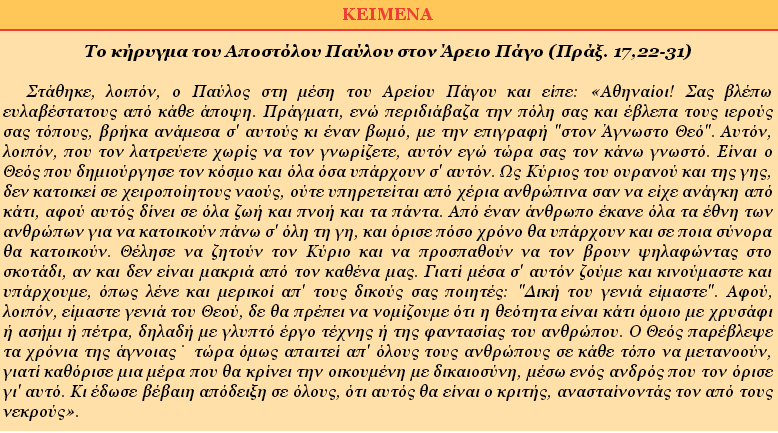 ΚΕΙΜΕΝΑ
Το κήρυγμα του Αποστόλου Παύλου στον Άρειο Πάγο (Πράξ. 17,22-31)
Στάθηκε, λοιπόν, ο Παύλος στη μέση του Αρείου Πάγου και είπε: «Αθηναίοι! Σας βλέπω
ευλαβέστατους από κάθε άποψη. Πράγματι, ενώ περιδιάβαζα την πόλη σας και έβλεπα τους ιερούς
σας τόπους, βρήκα ανάμεσα σ' αυτούς κι έναν βωμό, με την επιγραφή "στον Άγνωστο Θεό". Αυτόν,
λοιπόν, που τον λατρεύετε χωρίς να τον γνωρίζετε, αυτόν εγώ τώρα σας τον κάνω γνωστό. Είναι ο
Θεός που δημιούργησε τον κόσμο και όλα όσα υπάρχουν σ' αυτόν. Ως Κύριος του ουρανού και της γης,
δεν κατοικεί σε χειροποίητους ναούς, ούτε υπηρετείται από χέρια ανθρώπινα σαν να είχε ανάγκη από
κάτι, αφού αυτός δίνει σε όλα ζωή και πνοή και τα πάντα. Από έναν άνθρωπο έκανε όλα τα έθνη των
ανθρώπων για να κατοικούν πάνω σ' όλη τη γη, και όρισε πόσο χρόνο θα υπάρχουν και σε ποια σύνορα
θα κατοικούν. Θέλησε να ζητούν τον Κύριο και να προσπαθούν να τον βρουν ψηλαφώντας στο
σκοτάδι, αν και δεν είναι μακριά από τον καθένα μας. Γιατί μέσα σ' αυτόν ζούμε και κινούμαστε και
υπάρχουμε, όπως λένε και μερικοί απ' τους δικούς σας ποιητές: "Δική του γενιά είμαστε". Αφού,
λοιπόν, είμαστε γενιά του Θεού, δε θα πρέπει να νομίζουμε ότι η θεότητα είναι κάτι όμοιο με χρυσάφι
ή ασήμι ή πέτρα, δηλαδή με γλυπτό έργο τέχνης ή της φαντασίας του ανθρώπου. Ο Θεός παρέβλεψε
τα χρόνια της άγνοιας˙ τώρα όμως απαιτεί απ' όλους τους ανθρώπους σε κάθε τόπο να μετανοούν,
γιατί καθόρισε μια μέρα που θα κρίνει την οικουμένη με δικαιοσύνη, μέσω ενός ανδρός που τον όρισε
γι' αυτό. Κι έδωσε βέβαιη απόδειξη σε όλους, ότι αυτός θα είναι ο κριτής, ανασταίνοντάς τον από τους
νεκρούς».